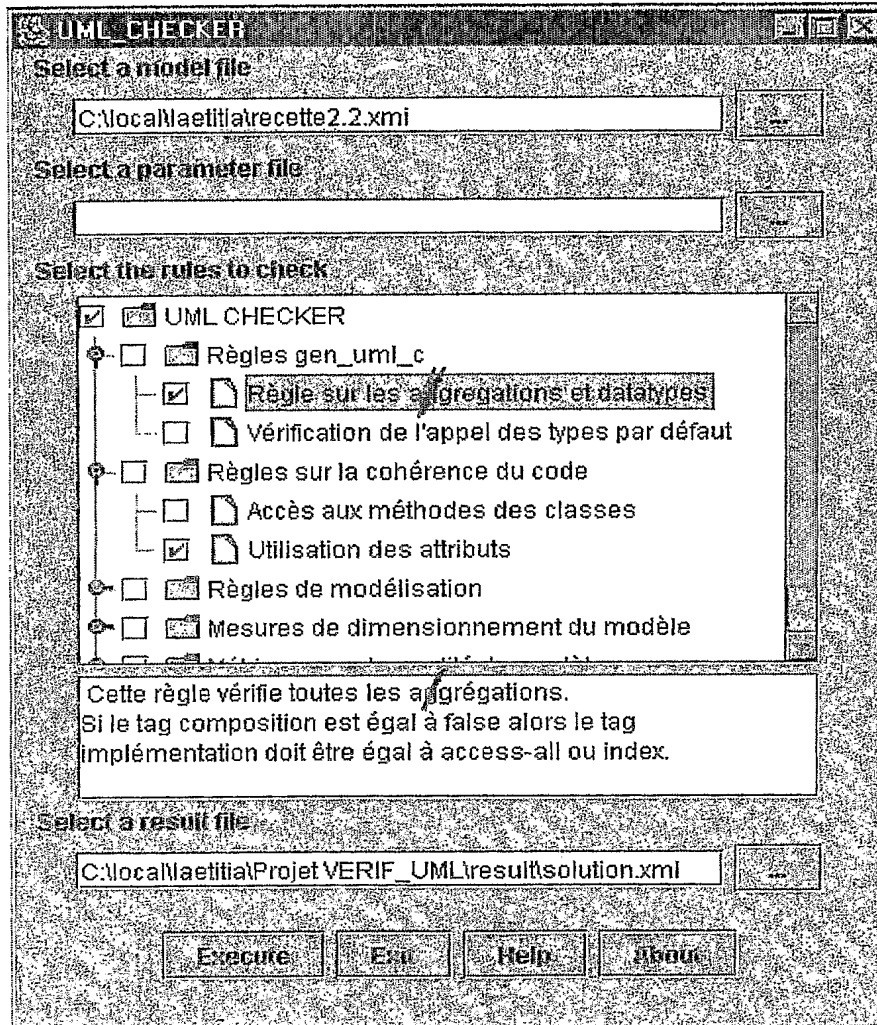 UML_CHECKER
Select a model file
C:\local\laetitia\recette2.2.xmi
...
Select a parameter file
...
Select the rules to check
UML CHECKER
Règles gen_uml_c
Règle sur les aggregations et datatypes
Vérification de l'appel des types par défaut
Règles sur la cohérence du code
Accès aux méthodes des classes
Utilisation des attributs
Règles de modélisation
Mesures de dimensionnement du modèle
Cette règle vérifie toutes les aggrégations.
Si le tag composition est égal à false alors le tag
implémentation doit être égal à access-all ou index.
Select a result file
C:\local\laetitia\Projet VERIF_UML\result\solution.xml
...
Execute Exit Help About